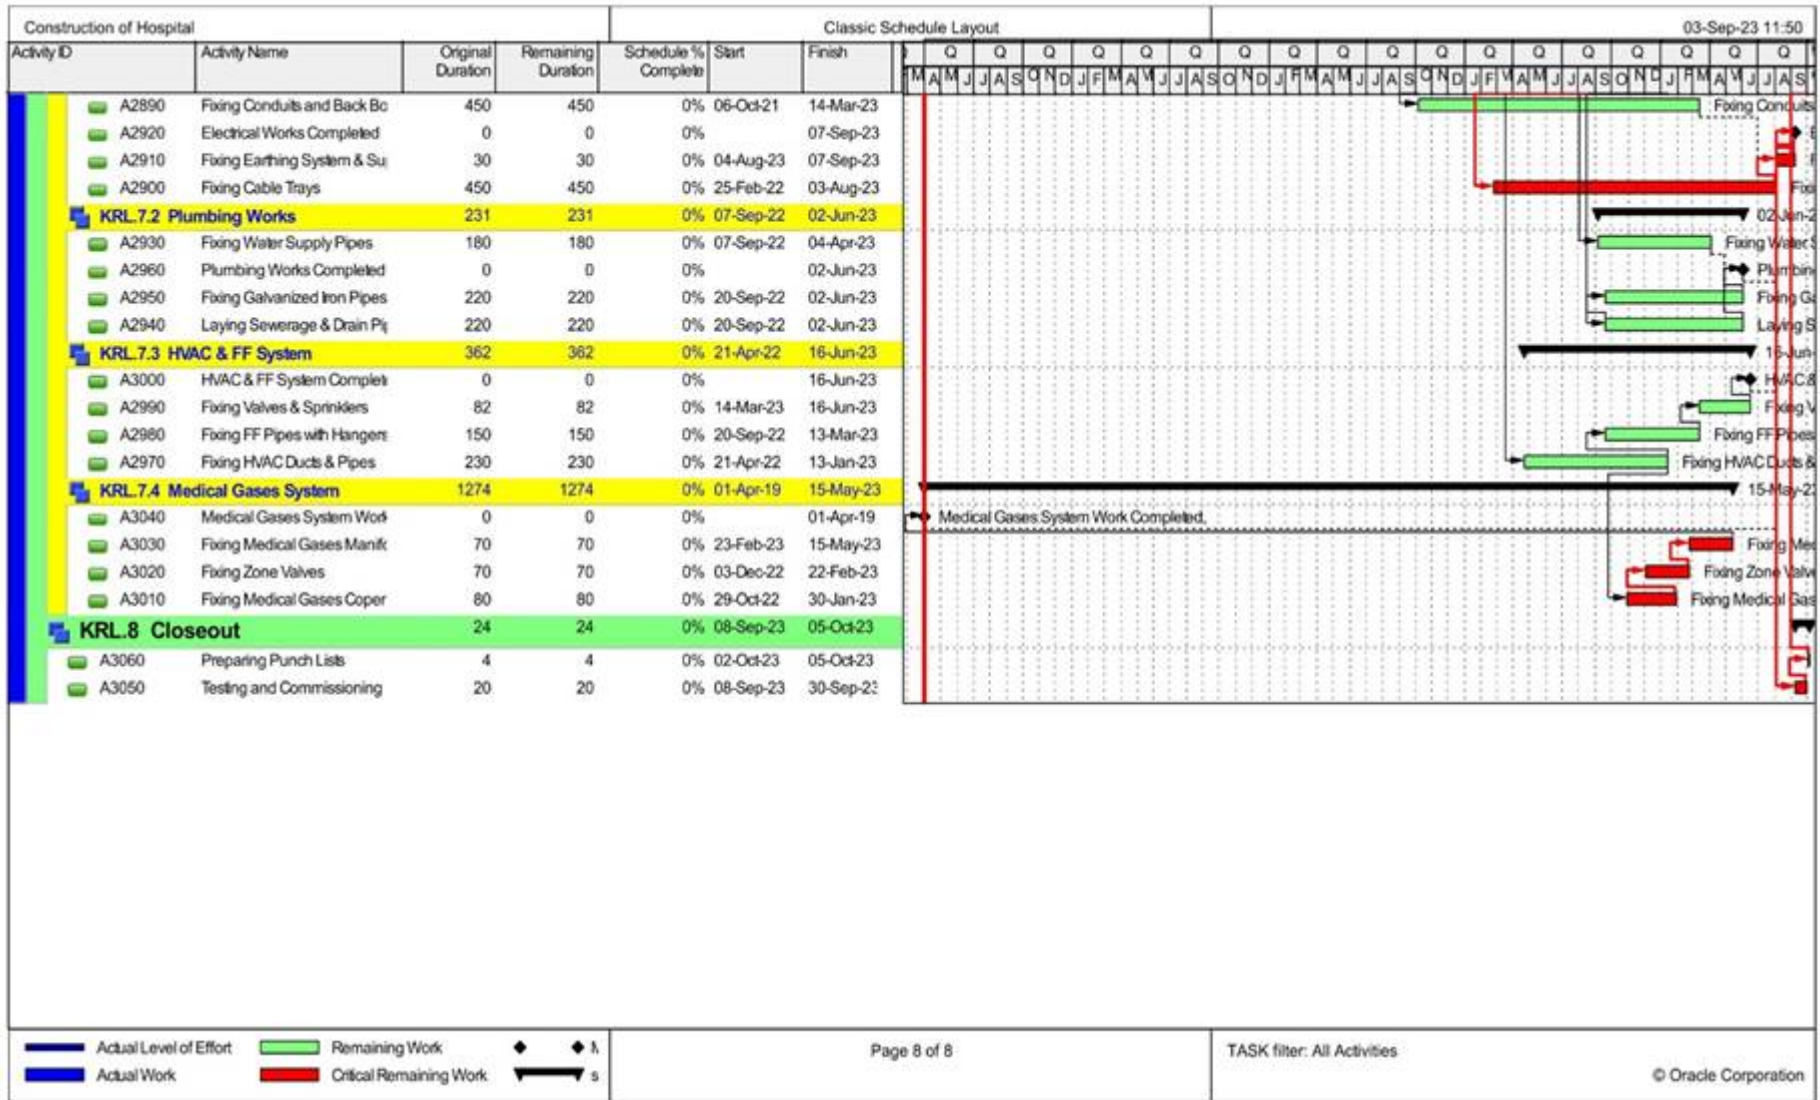 Construction of Hospital Classic Schedule Layout 03-Sep-23 11:50
Activity ID Activity Name Original Duration Remaining Duration Schedule % Complete Start Finish
A2890 Fixing Conduits and Back Bo 450 450 0% 06-Oct-21 14-Mar-23 Fixing Conduits
A2920 Electrical Works Completed 0 0 0% 07-Sep-23
A2910 Fixing Earthing System & Su 30 30 0% 04-Aug-23 07-Sep-23
A2900 Fixing Cable Trays 450 450 0% 25-Feb-22 03-Aug-23
KRL.7.2 Plumbing Works 231 231 0% 07-Sep-22 02-Jun-23 02-Jun-2
A2930 Fixing Water Supply Pipes 180 180 0% 07-Sep-22 04-Apr-23 Fixing Water S
A2960 Plumbing Works Completed 0 0 0% 02-Jun-23 Plumbin
A2950 Fixing Galvanized Iron Pipes 220 220 0% 20-Sep-22 02-Jun-23 Fixing Ga
A2940 Laying Sewerage & Drain Pip 220 220 0% 20-Sep-22 02-Jun-23 Laying S
KRL.7.3 HVAC & FF System 362 362 0% 21-Apr-22 16-Jun-23 16-Jun-
A3000 HVAC & FF System Complet 0 0 0% 16-Jun-23 HVAC &
A2990 Fixing Valves & Sprinklers 82 82 0% 14-Mar-23 16-Jun-23 Fixing V
A2980 Fixing FF Pipes with Hangers 150 150 0% 20-Sep-22 13-Mar-23 Fixing FF Pipes
A2970 Fixing HVAC Ducts & Pipes 230 230 0% 21-Apr-22 13-Jan-23 Fixing HVAC Ducts &
KRL.7.4 Medical Gases System 1274 1274 0% 01-Apr-19 15-May-23 15-May-23
A3040 Medical Gases System Work 0 0 0% 01-Apr-19 Medical Gases System Work Completed,
A3030 Fixing Medical Gases Manifo 70 70 0% 23-Feb-23 15-May-23 Fixing Med
A3020 Fixing Zone Valves 70 70 0% 03-Dec-22 22-Feb-23 Fixing Zone Valve
A3010 Fixing Medical Gases Coper 80 80 0% 29-Oct-22 30-Jan-23 Fixing Medical Gas
KRL.8 Closeout 24 24 0% 08-Sep-23 05-Oct-23
A3060 Preparing Punch Lists 4 4 0% 02-Oct-23 05-Oct-23
A3050 Testing and Commissioning 20 20 0% 08-Sep-23 30-Sep-23
Actual Level of Effort Remaining Work Page 8 of 8 TASK filter: All Activities
Actual Work Critical Remaining Work s © Oracle Corporation